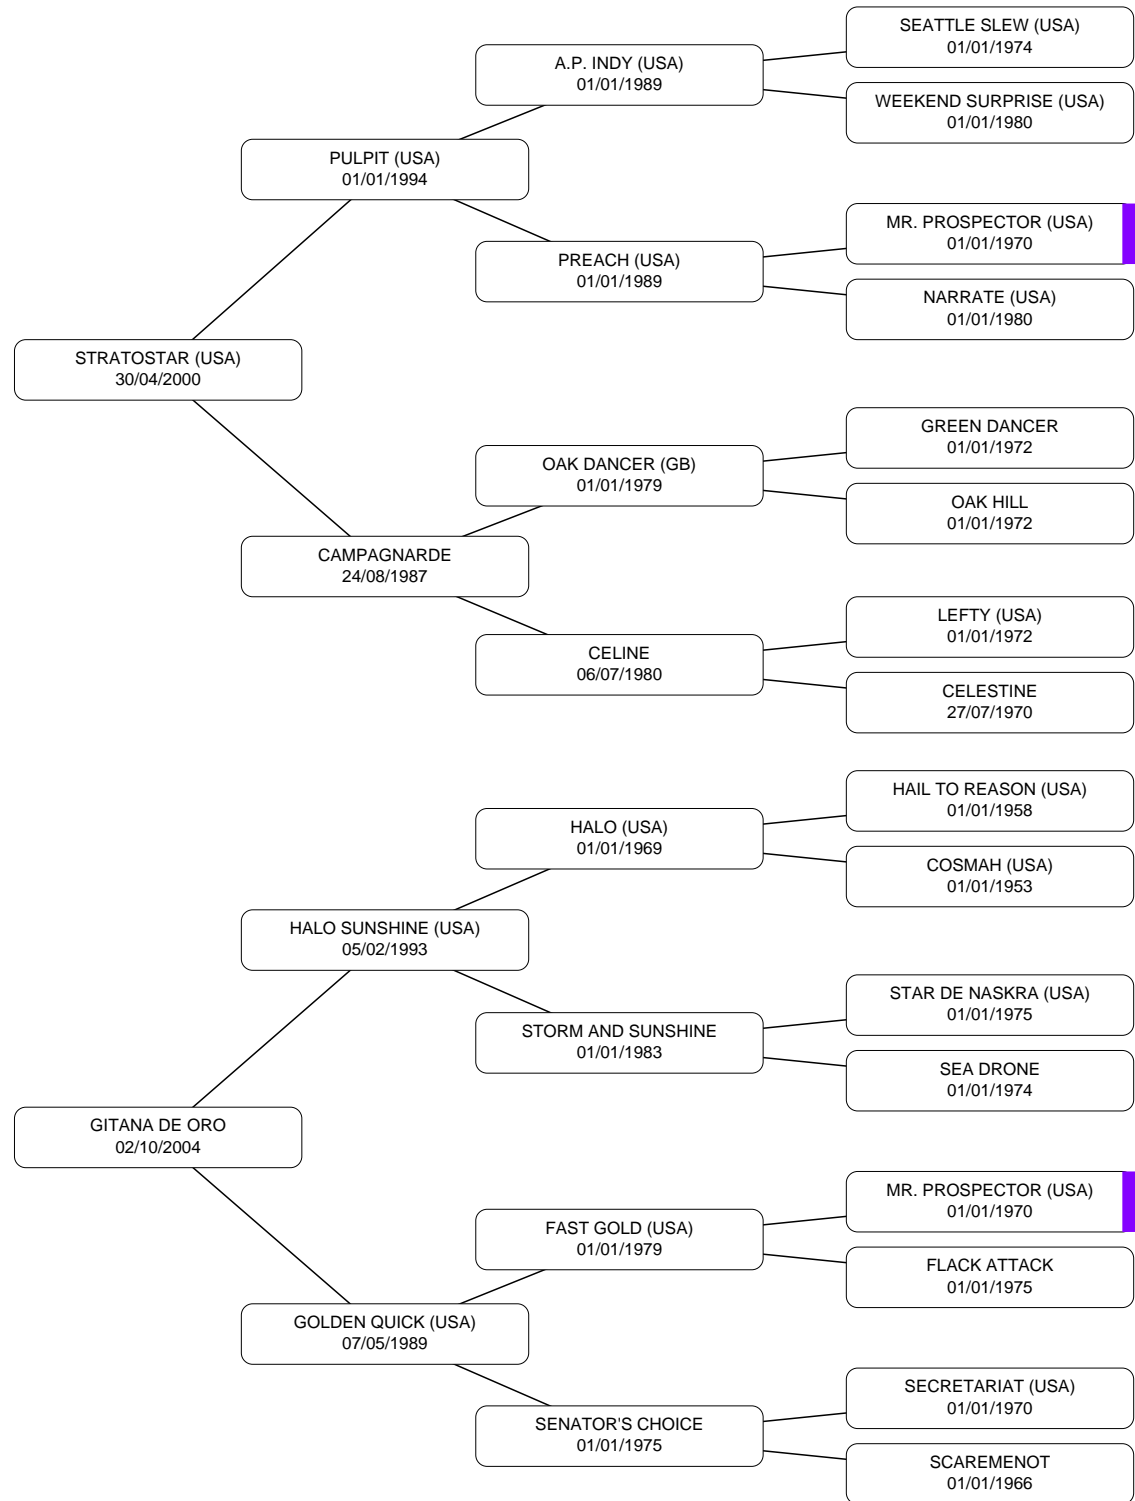 SEATTLE SLEW (USA)
01/01/1974
A.P. INDY (USA)
01/01/1989
WEEKEND SURPRISE (USA)
01/01/1980
PULPIT (USA)
01/01/1994
MR. PROSPECTOR (USA)
01/01/1970
PREACH (USA)
01/01/1989
NARRATE (USA)
01/01/1980
STRATOSTAR (USA)
30/04/2000
GREEN DANCER
01/01/1972
OAK DANCER (GB)
01/01/1979
OAK HILL
01/01/1972
CAMPAGNARDE
24/08/1987
LEFTY (USA)
01/01/1972
CELINE
06/07/1980
CELESTINE
27/07/1970
HAIL TO REASON (USA)
01/01/1958
HALO (USA)
01/01/1969
COSMAH (USA)
01/01/1953
HALO SUNSHINE (USA)
05/02/1993
STAR DE NASKRA (USA)
01/01/1975
STORM AND SUNSHINE
01/01/1983
SEA DRONE
01/01/1974
GITANA DE ORO
02/10/2004
MR. PROSPECTOR (USA)
01/01/1970
FAST GOLD (USA)
01/01/1979
FLACK ATTACK
01/01/1975
GOLDEN QUICK (USA)
07/05/1989
SECRETARIAT (USA)
01/01/1970
SENATOR'S CHOICE
01/01/1975
SCAREMENOT
01/01/1966